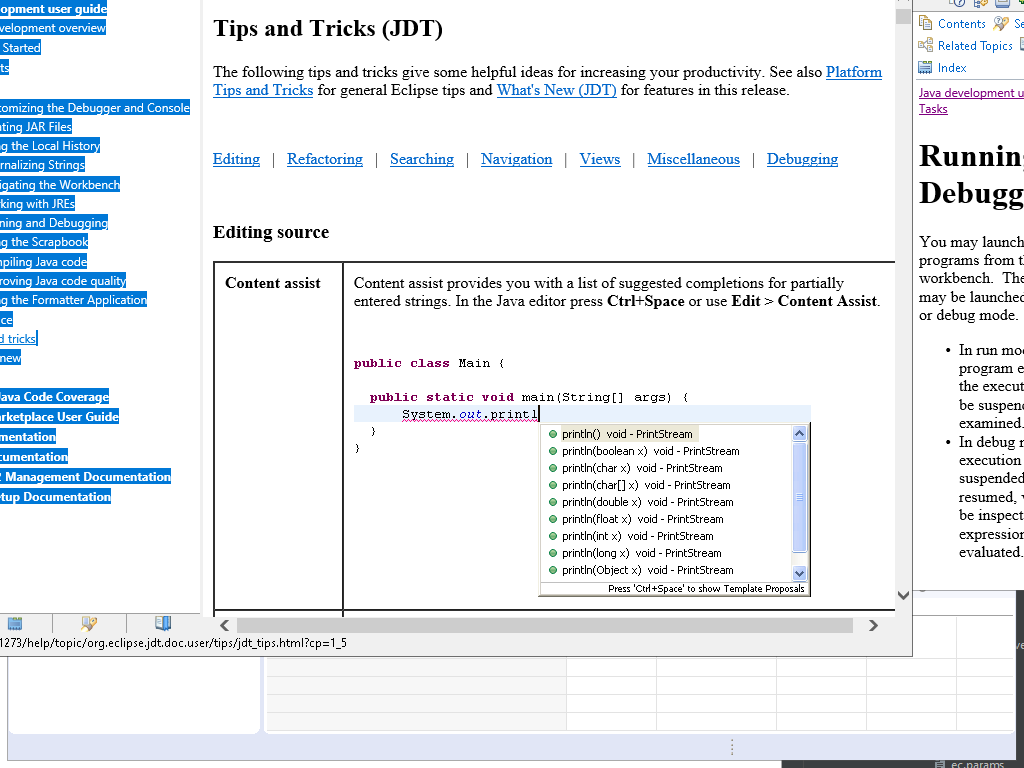 opment user guide
velopment overview
Started
ts
tomizing the Debugger and Console
ating JAR Files
g the Local History
rnalizing Strings
igating the Workbench
king with JREs
ning and Debugging
g the Scrapbook
piling Java code
roving Java code quality
g the Formatter Application
ce
d tricks
new
ava Code Coverage
rketplace User Guide
mentation
cumentation
2 Management Documentation
tup Documentation
Tips and Tricks (JDT)
The following tips and tricks give some helpful ideas for increasing your productivity. See also Platform
Tips and Tricks for general Eclipse tips and What's New (JDT) for features in this release.
Editing | Refactoring | Searching | Navigation | Views | Miscellaneous | Debugging
Editing source
Content assist
Content assist provides you with a list of suggested completions for partially
entered strings. In the Java editor press Ctrl+Space or use Edit > Content Assist.
public class Main {
public static void main(String[] args) {
System.out.printl
}
}
println() void - PrintStream
println(boolean x) void - PrintStream
println(char x) void - PrintStream
println(char[] x) void - PrintStream
println(double x) void - PrintStream
println(float x) void - PrintStream
println(int x) void - PrintStream
println(long x) void - PrintStream
println(Object x) void - PrintStream
Press 'Ctrl+Space' to show Template Proposals
1273/help/topic/org.eclipse.jdt.doc.user/tips/jdt_tips.html?cp=1_5
Contents Se
Related Topics
Index
Java development u
Tasks
Running
Debugg
You may launch
programs from t
workbench. The
may be launched
or debug mode.
• In run mo
program e
the execut
be suspen
examined.
• In debug m
execution
suspended
resumed, v
be inspect
expression
evaluated.
ve
ec.params